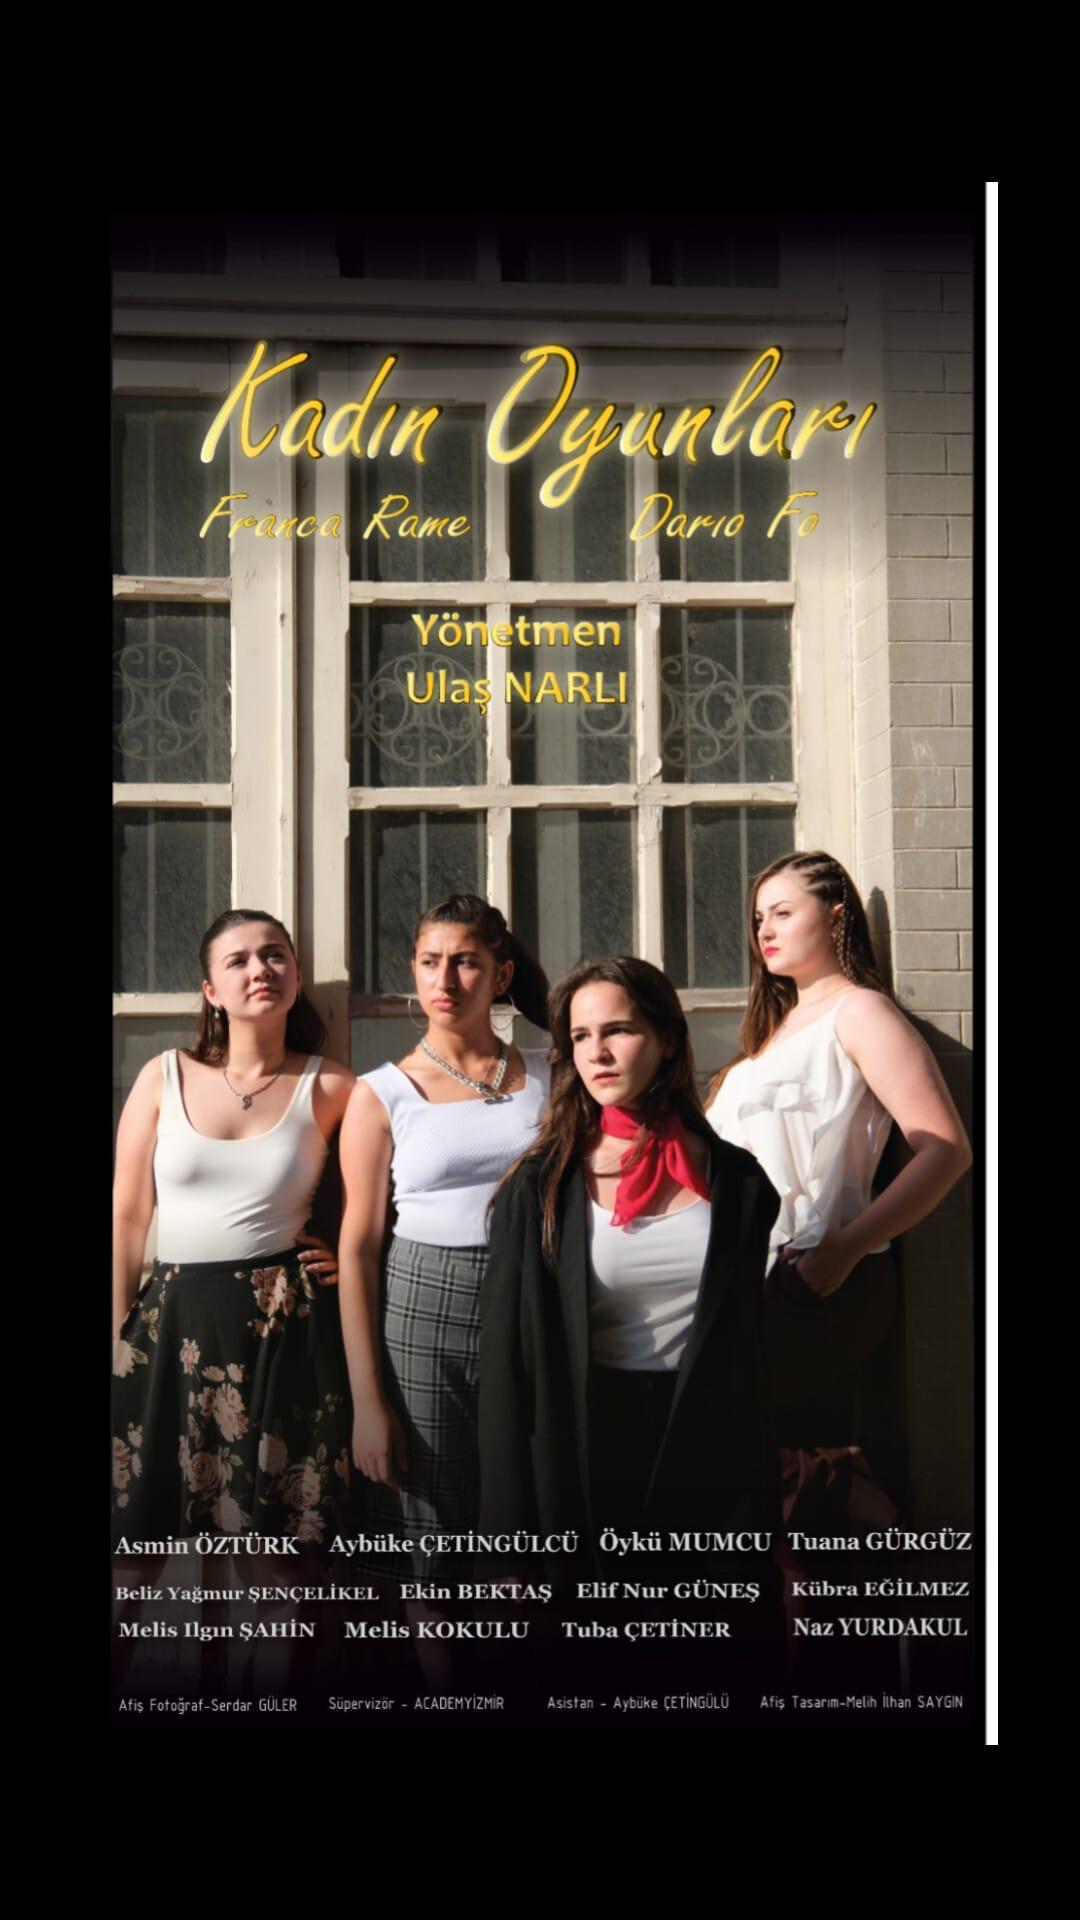 Kadın Oyunları
Franca Rame Darıo Fo
Yönetmen
Ulaş NARLI
Asmin ÖZTÜRK Aybüke ÇETİNGÜLCÜ Öykü MUMCU Tuana GÜRGÜZ
Beliz Yağmur ŞENÇELİKEL Ekin BEKTAŞ Elif Nur GÜNEŞ Kübra EĞİLMEZ
Melis Ilgın ŞAHİN Melis KOKULU Tuba ÇETİNER Naz YURDAKUL
Afiş Fotoğraf-Serdar GÜLER Süpervizör - ACADEMYİZMİR Asistan - Aybüke ÇETİNGÜLÜ Afiş Tasarım-Melih İlhan SAYGIN